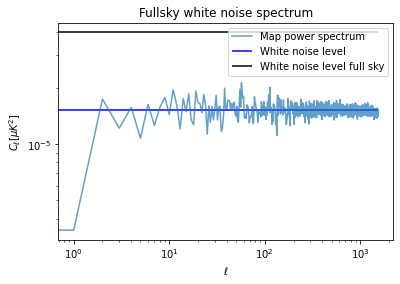 Fullsky white noise spectrum
Map power spectrum
White noise level
White noise level full sky
C_ℓ[μK²]
10⁻⁵
10⁰ 10¹ 10² 10³
ℓ